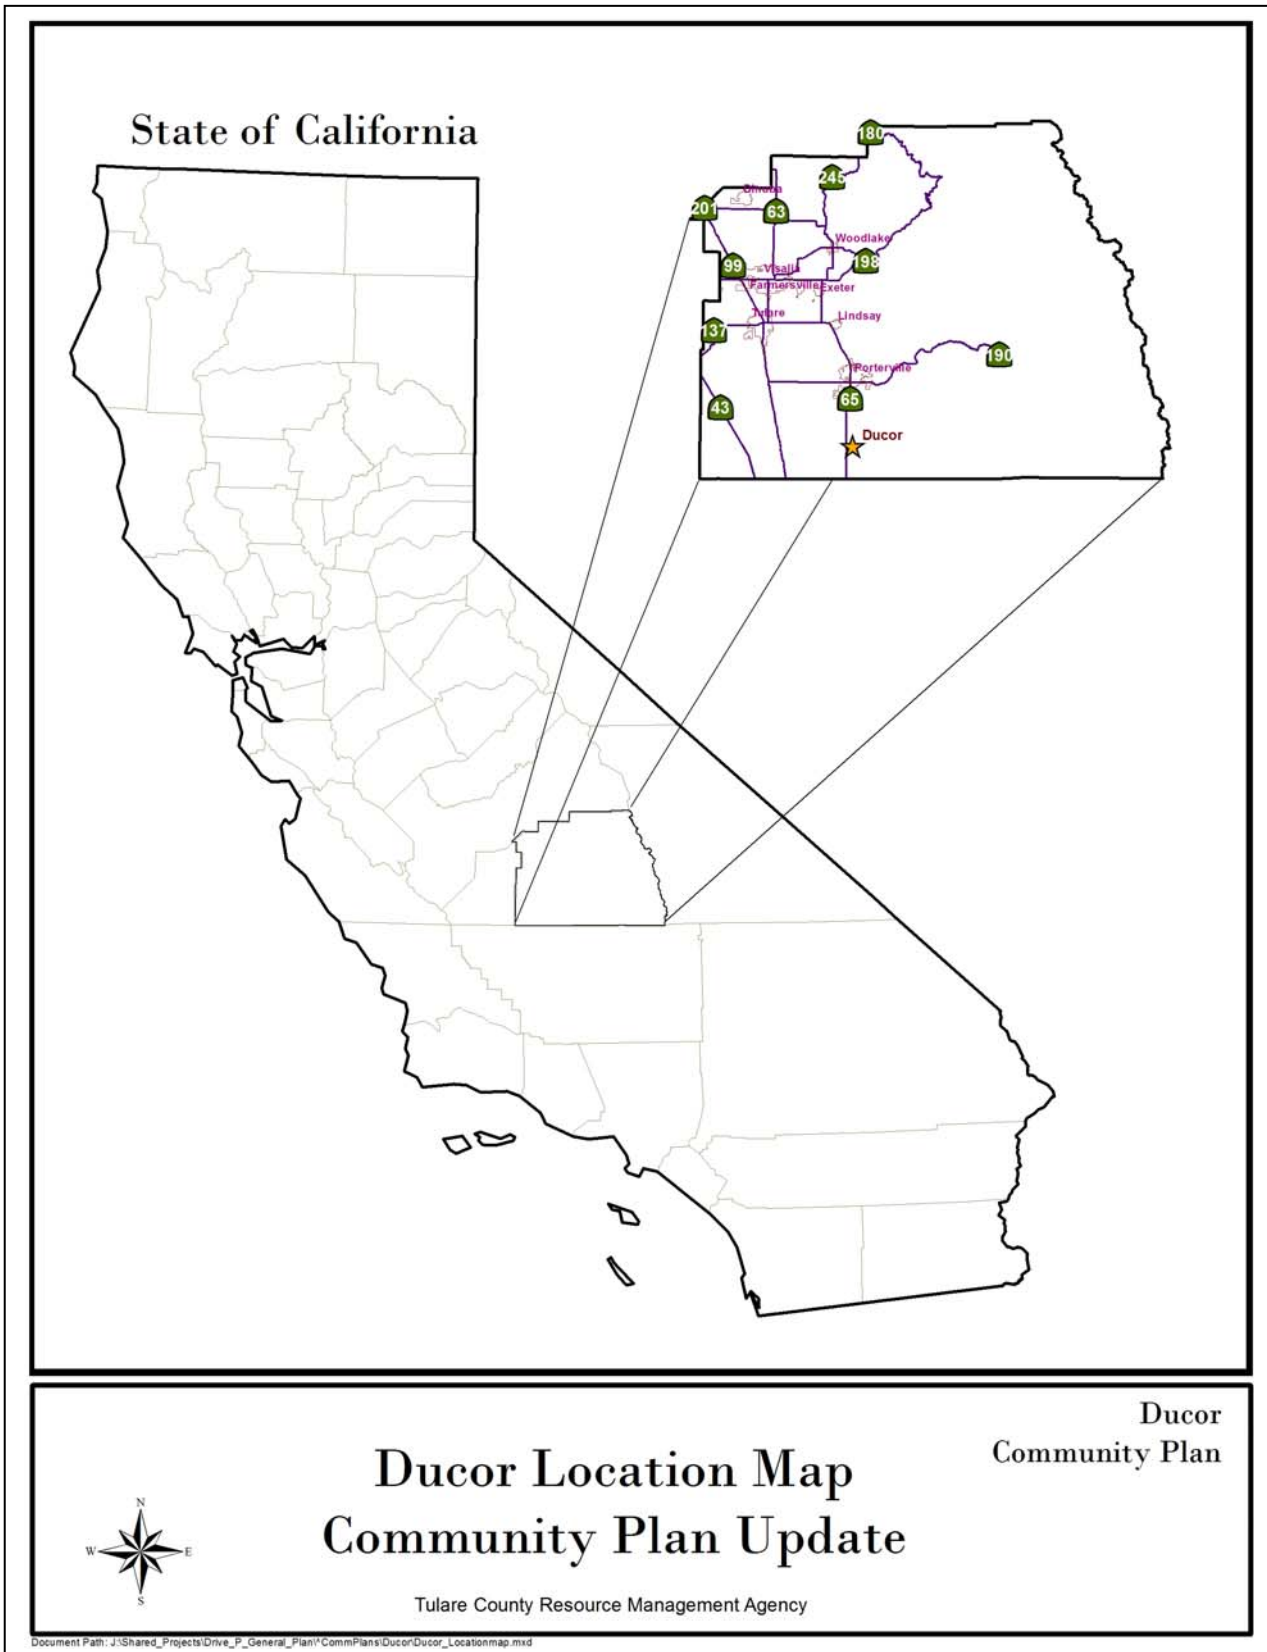 State of California
180
245
Dinuba
201
63
Woodlake
99
Visalia
198
Farmersville
Exeter
Tulare
Lindsay
137
190
Porterville
65
43
Ducor
Ducor
Community Plan
Ducor Location Map
Community Plan Update
N
W
E
S
Tulare County Resource Management Agency
Document Path: J:\Shared_Projects\Drive_P_General_Plan\^CommPlans\Ducor\Ducor_Locationmap.mxd